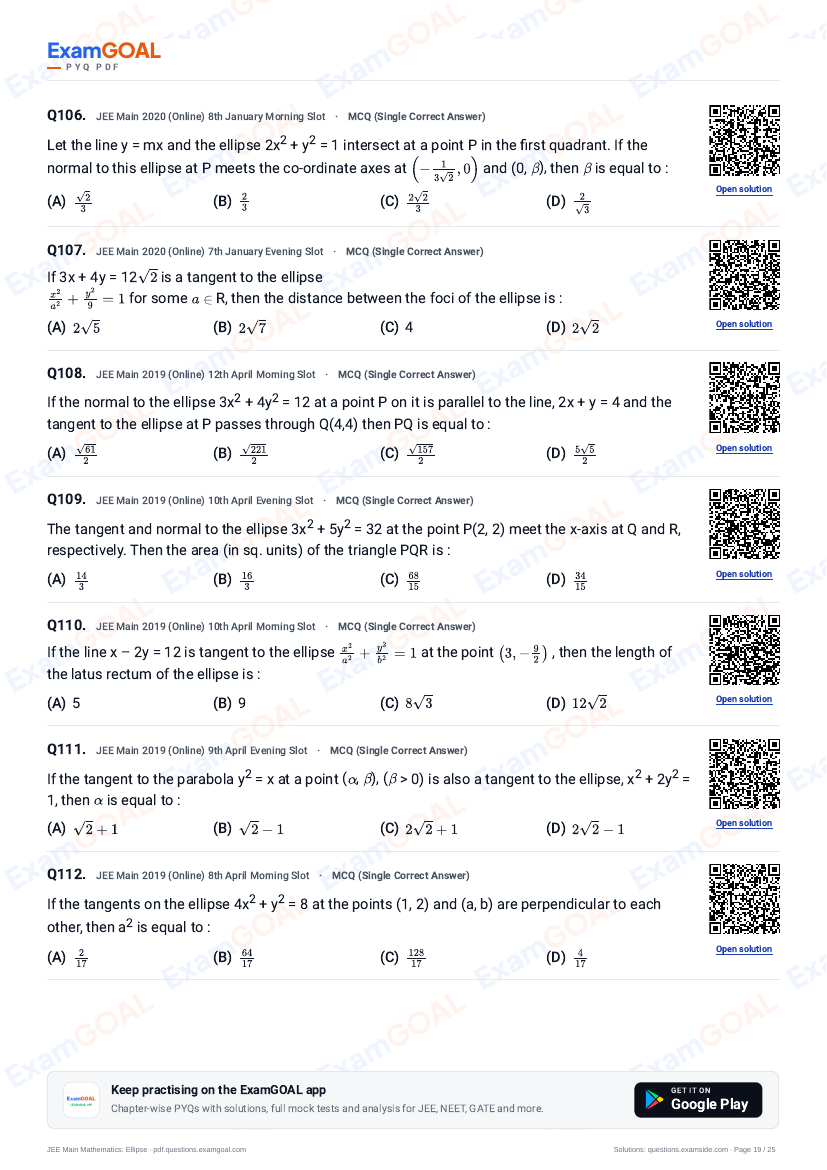 ExamGOAL
PYQ PDF
Q106. JEE Main 2020 (Online) 8th January Morning Slot · MCQ (Single Correct Answer)
Let the line y = mx and the ellipse 2x² + y² = 1 intersect at a point P in the first quadrant. If the
normal to this ellipse at P meets the co-ordinate axes at (−1/(3√2), 0) and (0, β), then β is equal to :
(A) √2/3 (B) 2/3 (C) 2√2/3 (D) 2/√3
Open solution
Q107. JEE Main 2020 (Online) 7th January Evening Slot · MCQ (Single Correct Answer)
If 3x + 4y = 12√2 is a tangent to the ellipse
x²/a² + y²/9 = 1 for some a ∈ R, then the distance between the foci of the ellipse is :
(A) 2√5 (B) 2√7 (C) 4 (D) 2√2
Open solution
Q108. JEE Main 2019 (Online) 12th April Morning Slot · MCQ (Single Correct Answer)
If the normal to the ellipse 3x² + 4y² = 12 at a point P on it is parallel to the line, 2x + y = 4 and the
tangent to the ellipse at P passes through Q(4,4) then PQ is equal to :
(A) √61/2 (B) √221/2 (C) √157/2 (D) 5√5/2
Open solution
Q109. JEE Main 2019 (Online) 10th April Evening Slot · MCQ (Single Correct Answer)
The tangent and normal to the ellipse 3x² + 5y² = 32 at the point P(2, 2) meet the x-axis at Q and R,
respectively. Then the area (in sq. units) of the triangle PQR is :
(A) 14/3 (B) 16/3 (C) 68/15 (D) 34/15
Open solution
Q110. JEE Main 2019 (Online) 10th April Morning Slot · MCQ (Single Correct Answer)
If the line x – 2y = 12 is tangent to the ellipse x²/a² + y²/b² = 1 at the point (3, −9/2) , then the length of
the latus rectum of the ellipse is :
(A) 5 (B) 9 (C) 8√3 (D) 12√2
Open solution
Q111. JEE Main 2019 (Online) 9th April Evening Slot · MCQ (Single Correct Answer)
If the tangent to the parabola y² = x at a point (α, β), (β > 0) is also a tangent to the ellipse, x² + 2y² =
1, then α is equal to :
(A) √2 + 1 (B) √2 − 1 (C) 2√2 + 1 (D) 2√2 − 1
Open solution
Q112. JEE Main 2019 (Online) 8th April Morning Slot · MCQ (Single Correct Answer)
If the tangents on the ellipse 4x² + y² = 8 at the points (1, 2) and (a, b) are perpendicular to each
other, then a² is equal to :
(A) 2/17 (B) 64/17 (C) 128/17 (D) 4/17
Open solution
ExamGOAL
Keep practising on the ExamGOAL app
Chapter-wise PYQs with solutions, full mock tests and analysis for JEE, NEET, GATE and more.
GET IT ON
Google Play
JEE Main Mathematics: Ellipse · pdf.questions.examgoal.com
Solutions: questions.examside.com · Page 19 / 25